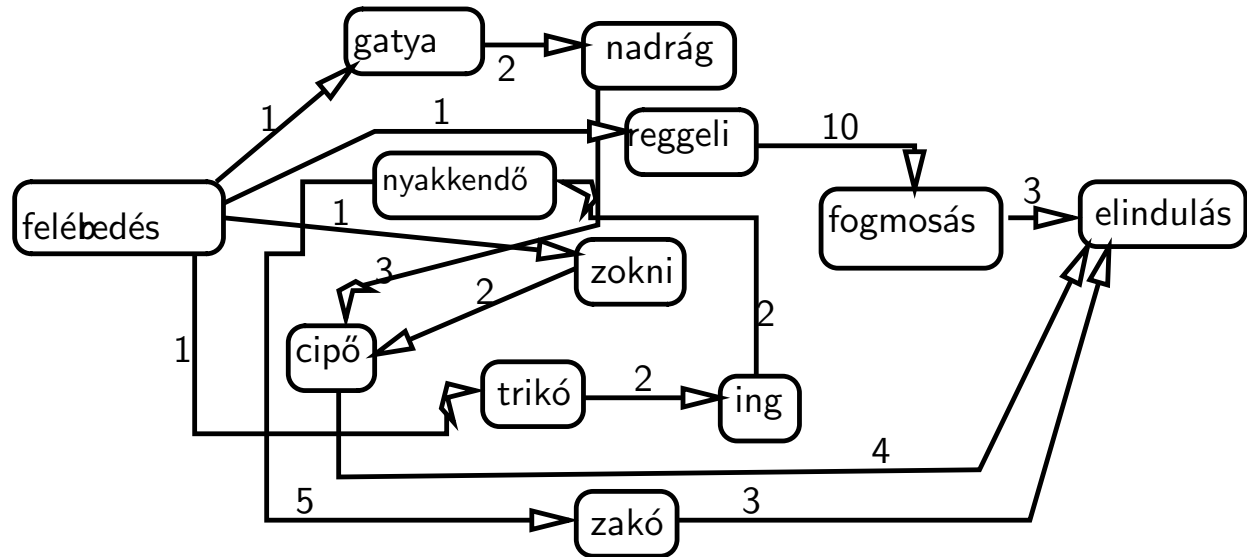 gatya
nadrág
2
1
1
10
reggeli
nyakkendő
felébredés
1
fogmosás
3
elindulás
zokni
3
2
cipő
2
1
trikó
2
ing
4
5
zakó
3